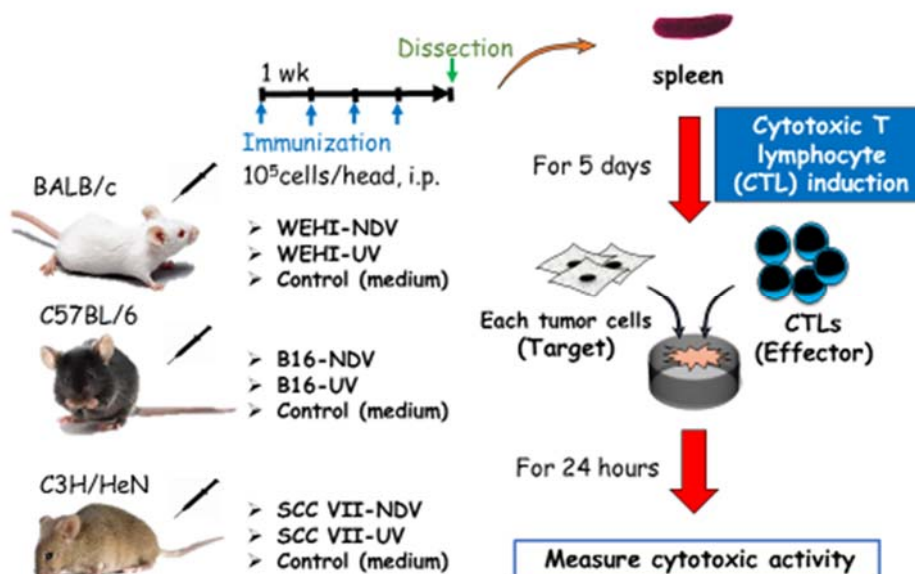 Dissection
1 wk
Immunization
10⁵cells/head, i.p.
BALB/c
➢ WEHI-NDV
➢ WEHI-UV
➢ Control (medium)
C57BL/6
➢ B16-NDV
➢ B16-UV
➢ Control (medium)
C3H/HeN
➢ SCC VII-NDV
➢ SCC VII-UV
➢ Control (medium)
spleen
For 5 days
Cytotoxic T
lymphocyte
(CTL) induction
Each tumor cells
(Target)
CTLs
(Effector)
For 24 hours
Measure cytotoxic activity